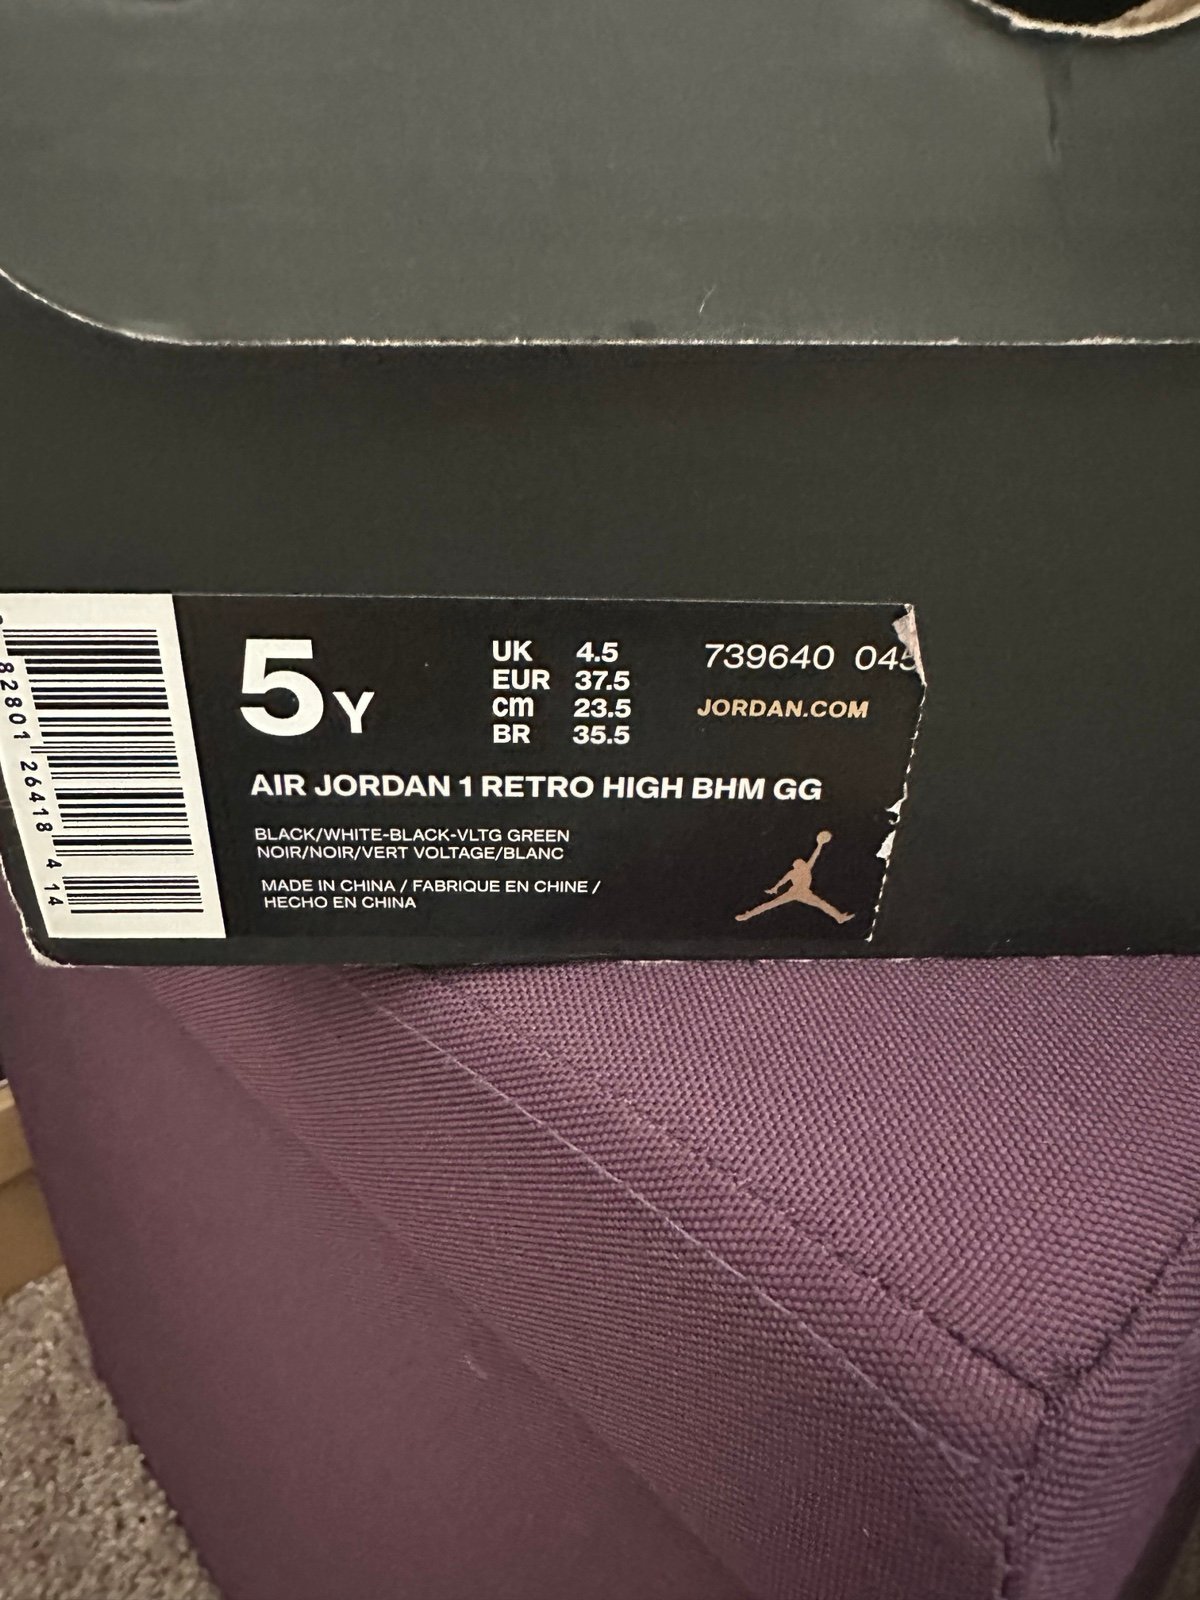 5Y
UK 4.5
EUR 37.5
cm 23.5
BR 35.5
739640 045
JORDAN.COM
AIR JORDAN 1 RETRO HIGH BHM GG
BLACK/WHITE-BLACK-VLTG GREEN
NOIR/NOIR/VERT VOLTAGE/BLANC
MADE IN CHINA / FABRIQUE EN CHINE /
HECHO EN CHINA
82801 26418 4 14